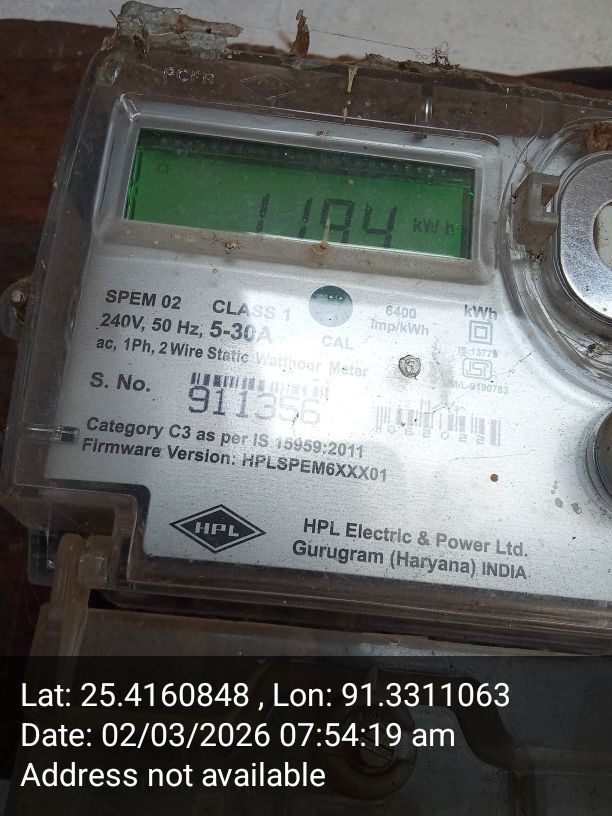 1184 kWh
SPEM 02 CLASS 1
240V, 50 Hz, 5-30A
6400 imp/kWh
CAL
kWh
ac, 1Ph, 2 Wire Static Watthour Meter
IS:13779
S. No. 911356
Category C3 as per IS 15959:2011
Firmware Version: HPLSPEM6XXX01
HPL
HPL Electric & Power Ltd.
Gurugram (Haryana) INDIA
Lat: 25.4160848 , Lon: 91.3311063
Date: 02/03/2026 07:54:19 am
Address not available